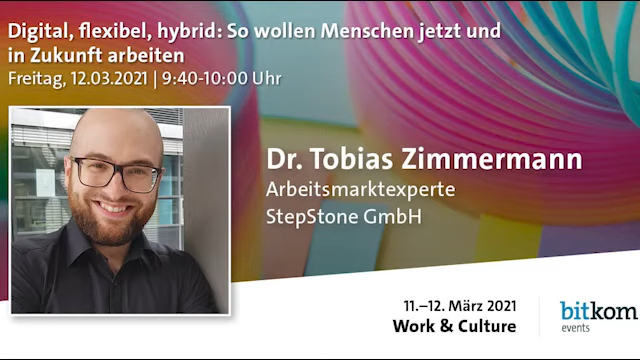 Digital, flexibel, hybrid: So wollen Menschen jetzt und
in Zukunft arbeiten
Freitag, 12.03.2021 | 9:40-10:00 Uhr
Dr. Tobias Zimmermann
Arbeitsmarktexperte
StepStone GmbH
11.–12. März 2021
Work & Culture
bitkom
events